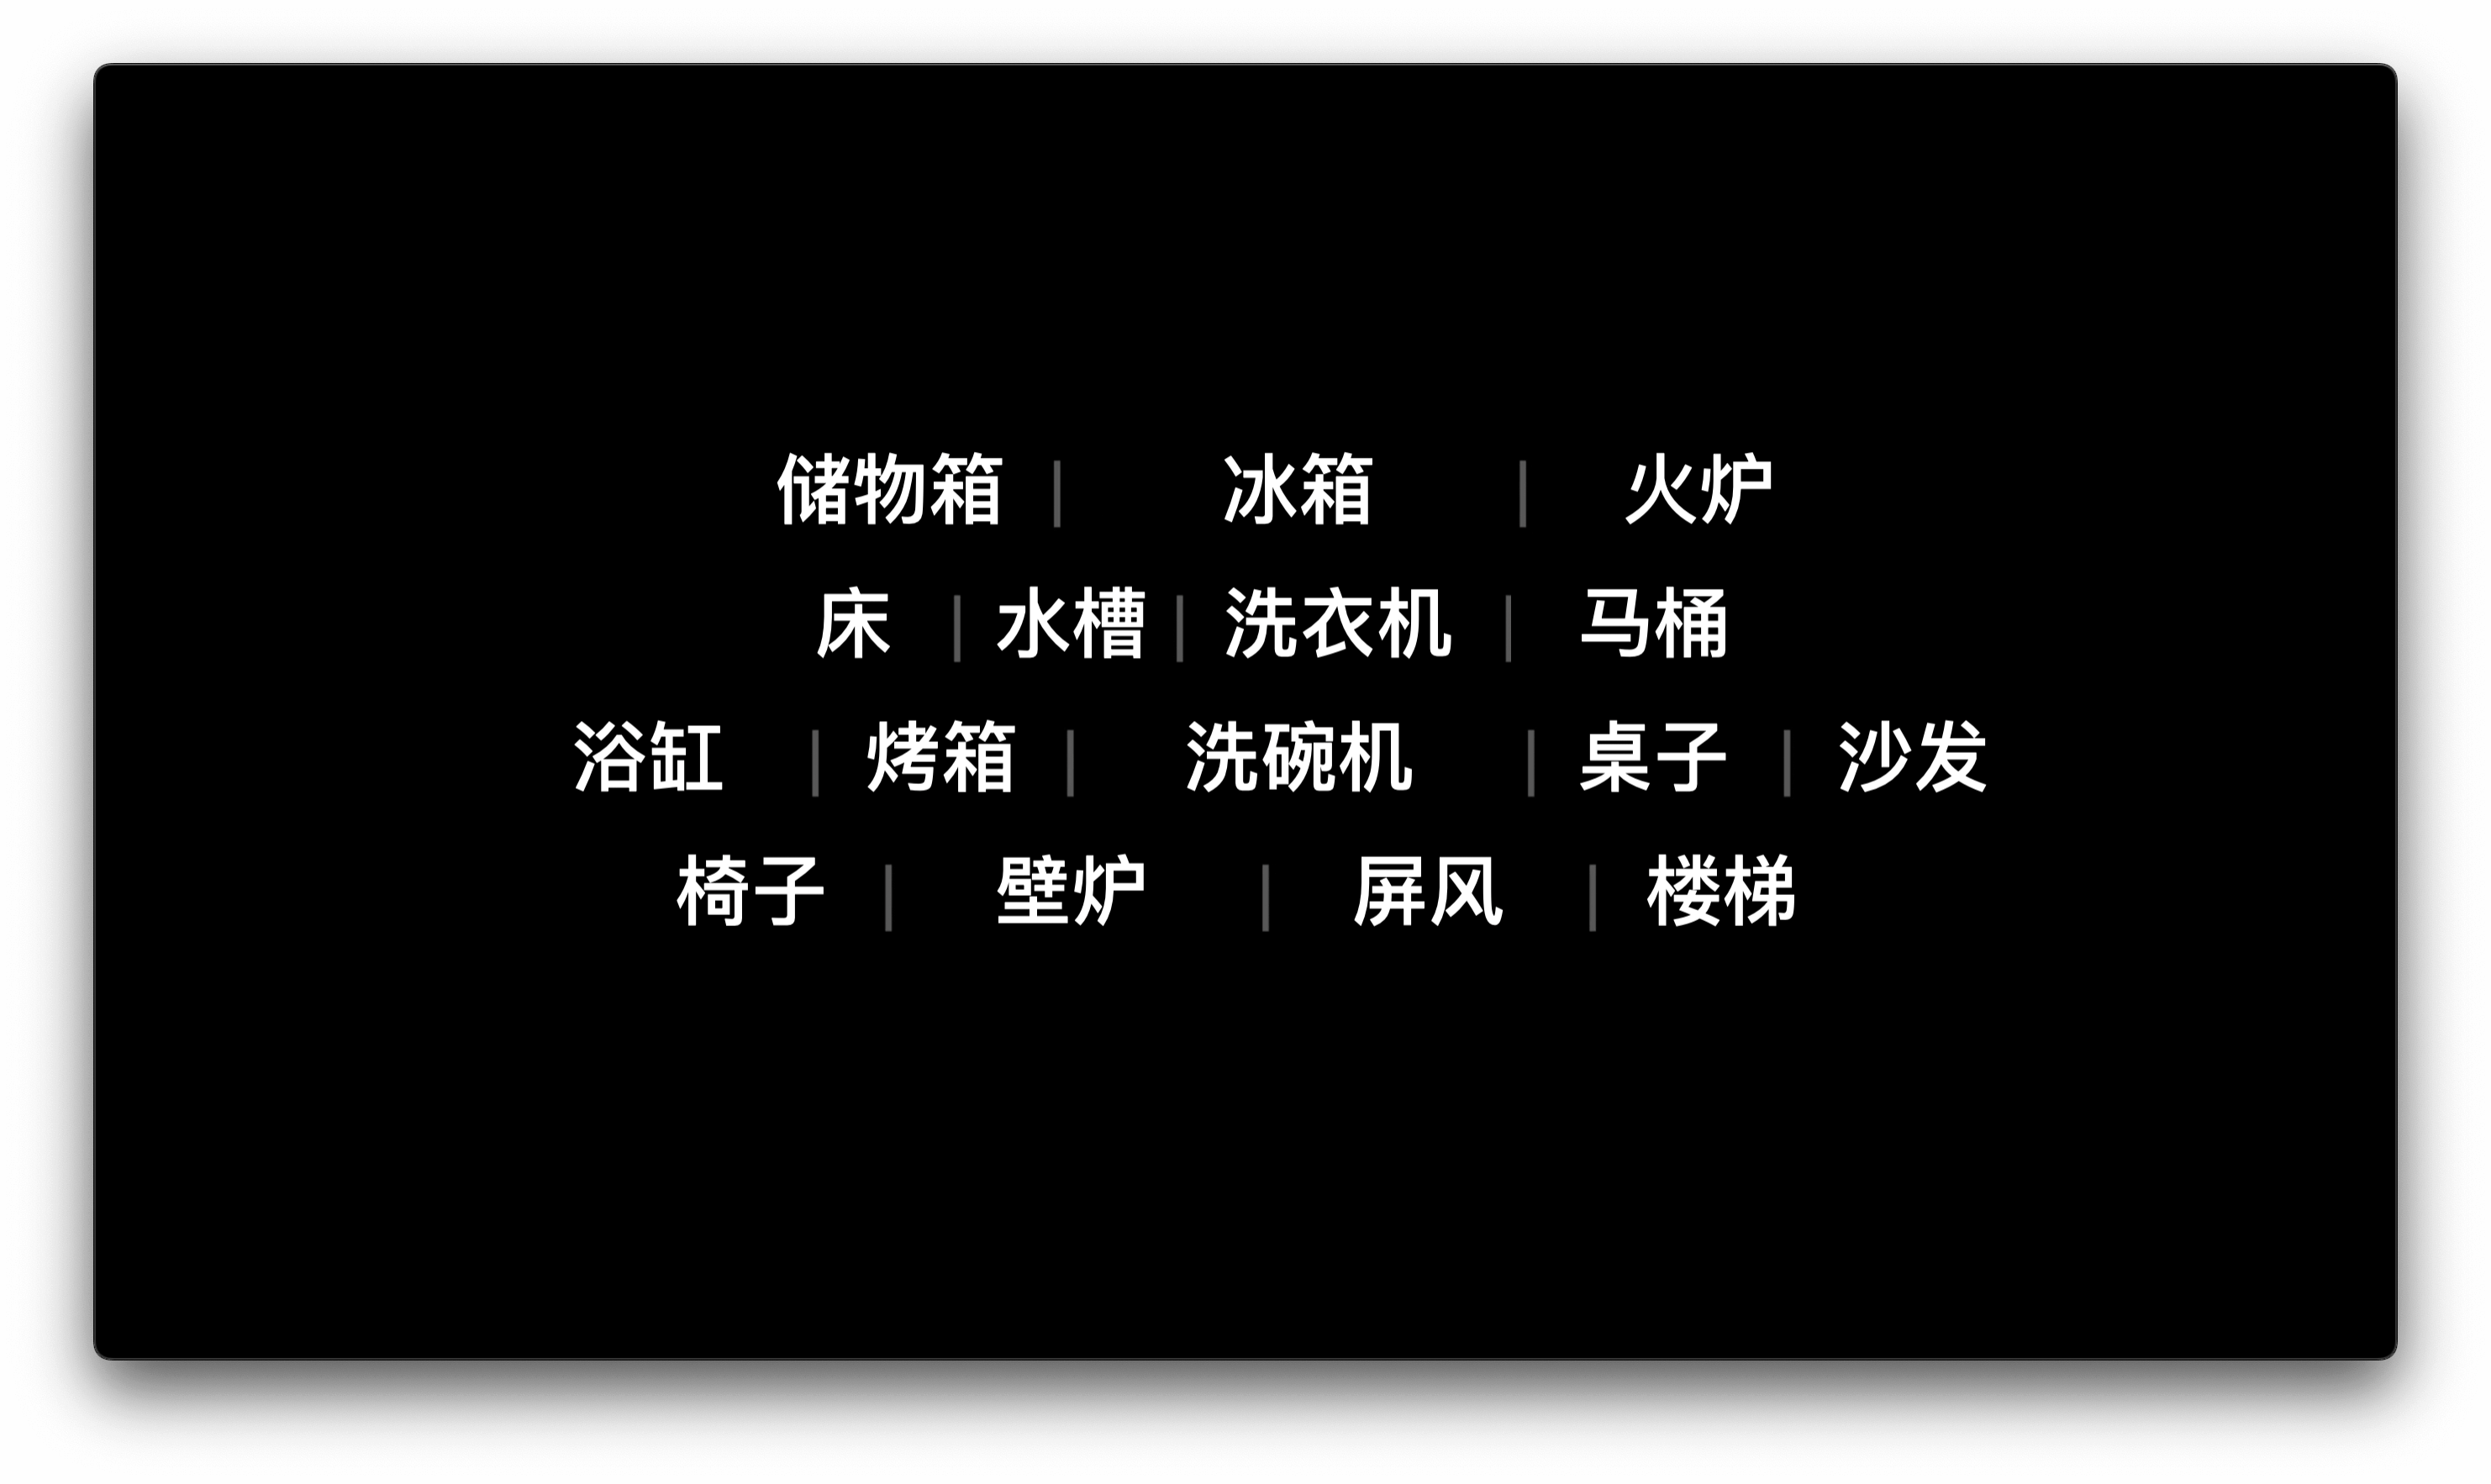 储物箱 | 冰箱 | 火炉
床 | 水槽 | 洗衣机 | 马桶
浴缸 | 烤箱 | 洗碗机 | 桌子 | 沙发
椅子 | 壁炉 | 屏风 | 楼梯